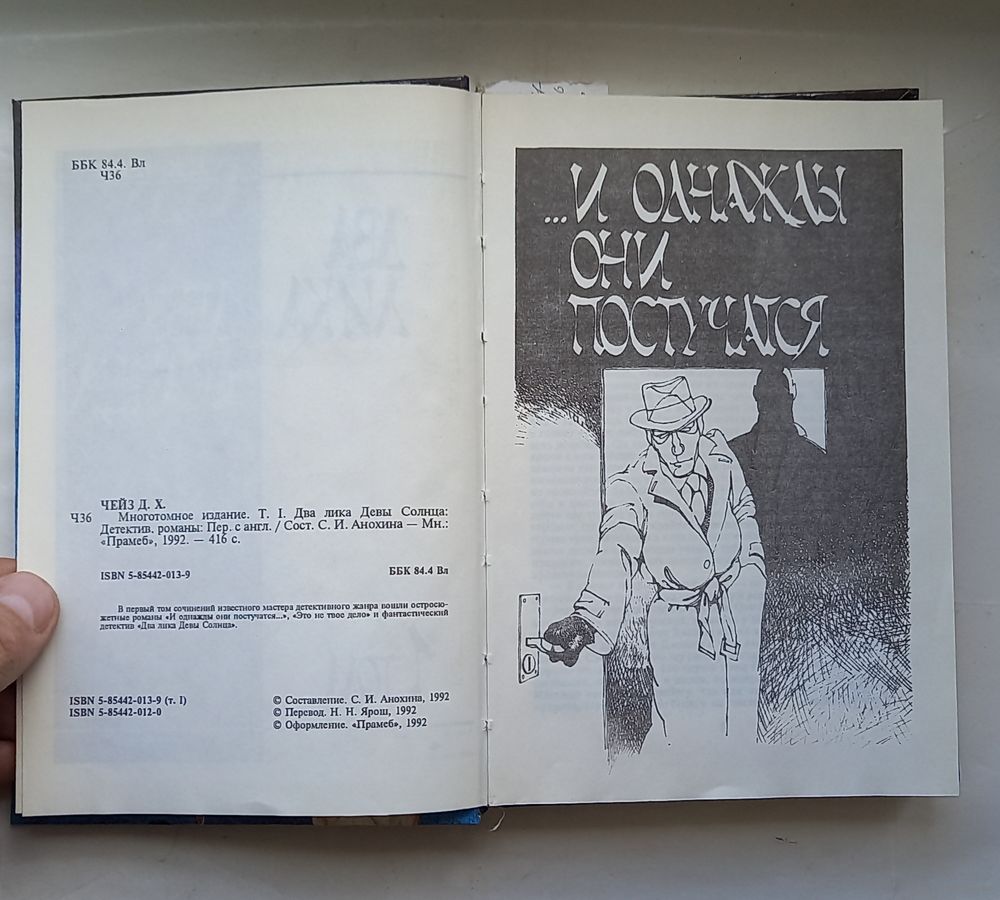 ББК 84.4. Вл
Ч36
ЧЕЙЗ Д. Х.
Ч36 Многотомное издание. Т. I. Два лика Девы Солнца:
Детектив. романы: Пер. с англ. / Сост. С. И. Анохина — Мн.:
«Прамеб», 1992. — 416 с.
ISBN 5-85442-013-9
ББК 84.4 Вл
В первый том сочинений известного мастера детективного жанра вошли остросю-
жетные романы «И однажды они постучатся...», «Это не твое дело» и фантастический
детектив «Два лика Девы Солнца».
ISBN 5-85442-013-9 (т. I)
ISBN 5-85442-012-0
© Составление. С. И. Анохина, 1992
© Перевод. Н. Н. Ярош, 1992
© Оформление. «Прамеб», 1992
...И ОДНАЖДЫ
ОНИ
ПОСТУЧАТСЯ